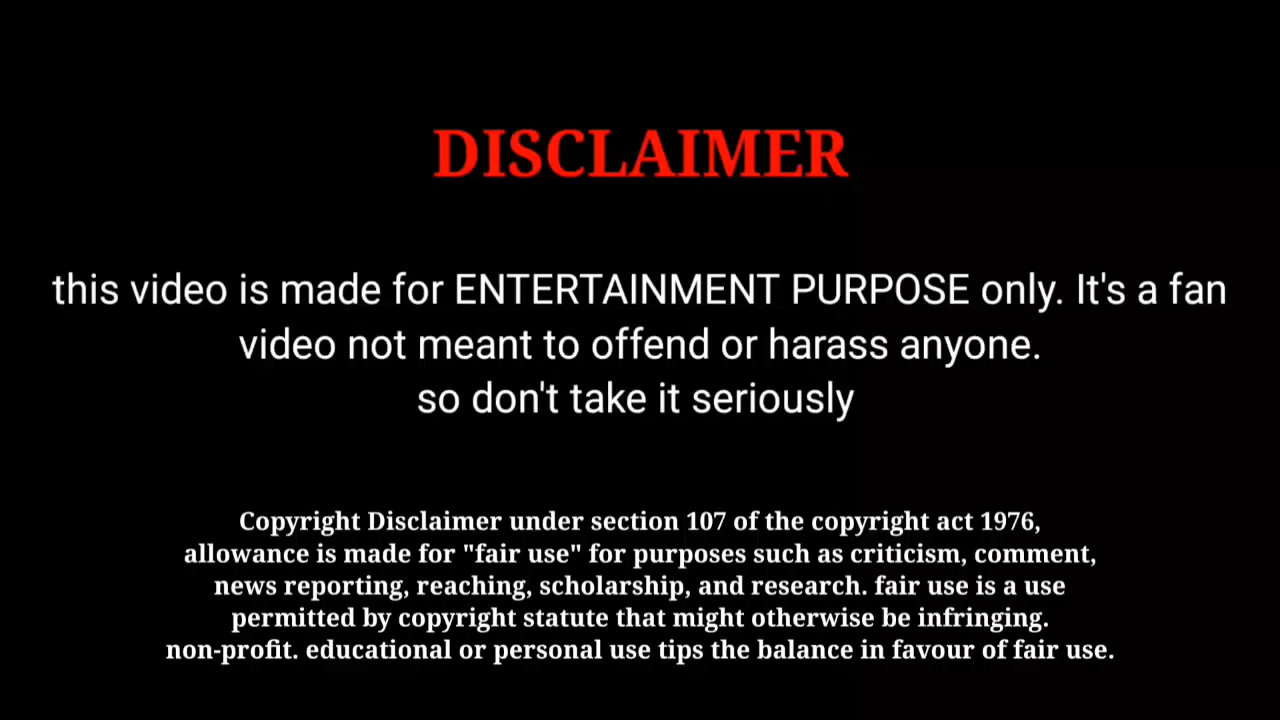 DISCLAIMER
this video is made for ENTERTAINMENT PURPOSE only. It's a fan
video not meant to offend or harass anyone.
so don't take it seriously
Copyright Disclaimer under section 107 of the copyright act 1976,
allowance is made for "fair use" for purposes such as criticism, comment,
news reporting, reaching, scholarship, and research. fair use is a use
permitted by copyright statute that might otherwise be infringing.
non-profit. educational or personal use tips the balance in favour of fair use.